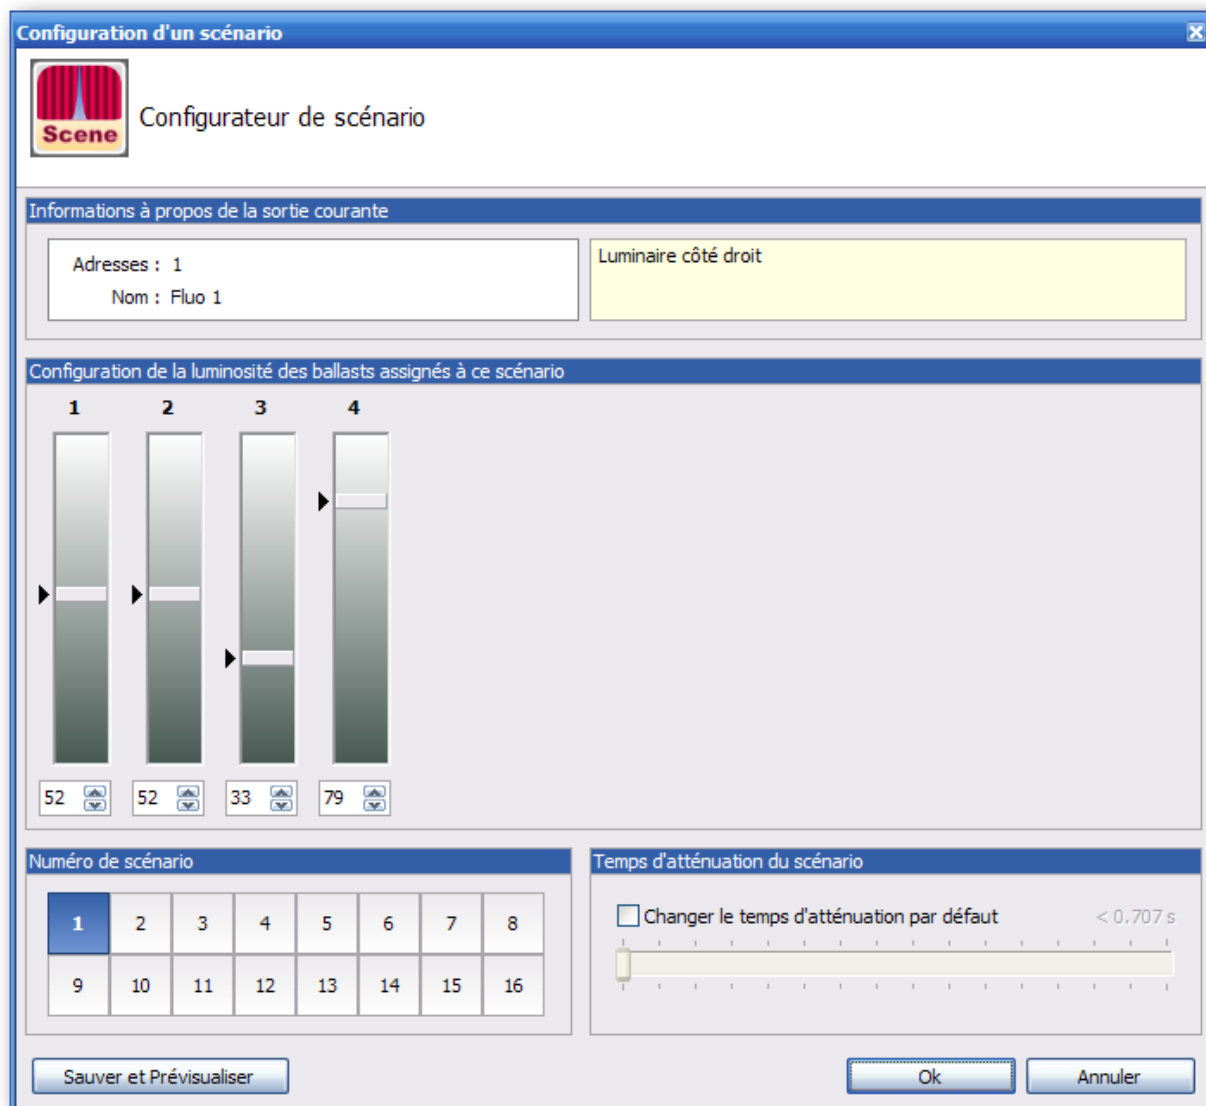 Configuration d'un scénario
Scene
Configurateur de scénario
Informations à propos de la sortie courante
Adresses : 1
Nom : Fluo 1
Luminaire côté droit
Configuration de la luminosité des ballasts assignés à ce scénario
1 2 3 4
52 52 33 79
Numéro de scénario
1 2 3 4 5 6 7 8
9 10 11 12 13 14 15 16
Temps d'atténuation du scénario
Changer le temps d'atténuation par défaut < 0.707 s
Sauver et Prévisualiser Ok Annuler